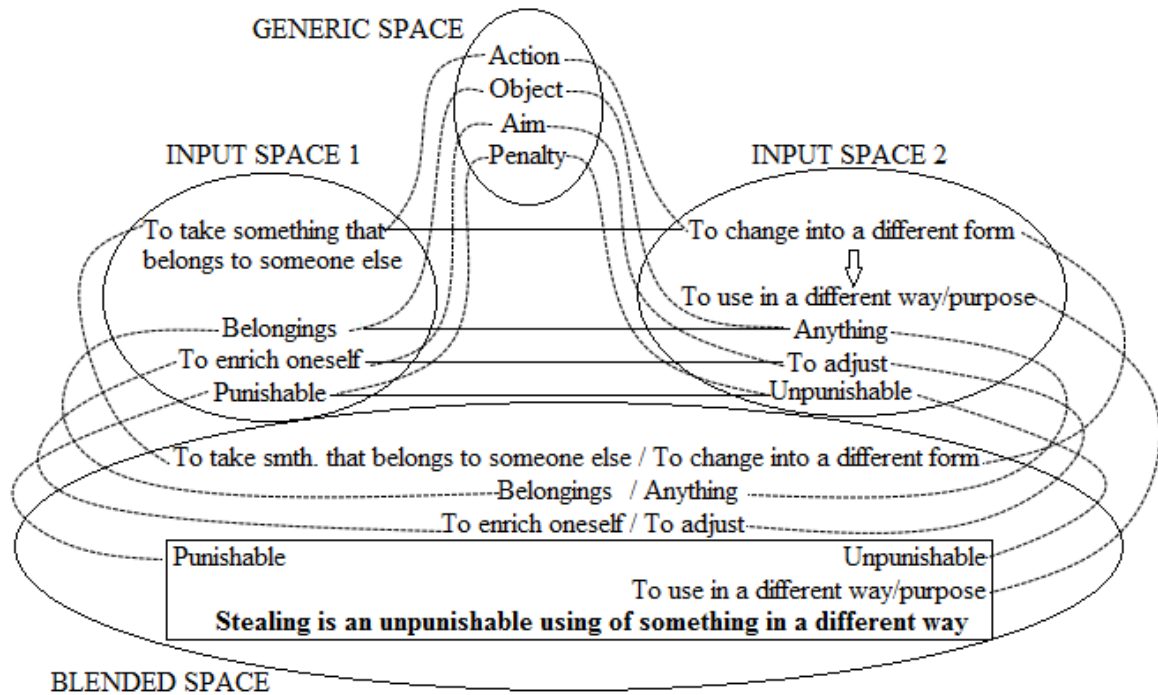 GENERIC SPACE
Action
Object
Aim
Penalty
INPUT SPACE 1
INPUT SPACE 2
To take something that
belongs to someone else
Belongings
To enrich oneself
Punishable
To change into a different form
To use in a different way/purpose
Anything
To adjust
Unpunishable
To take smth. that belongs to someone else / To change into a different form
Belongings / Anything
To enrich oneself / To adjust
Punishable
Unpunishable
To use in a different way/purpose
Stealing is an unpunishable using of something in a different way
BLENDED SPACE